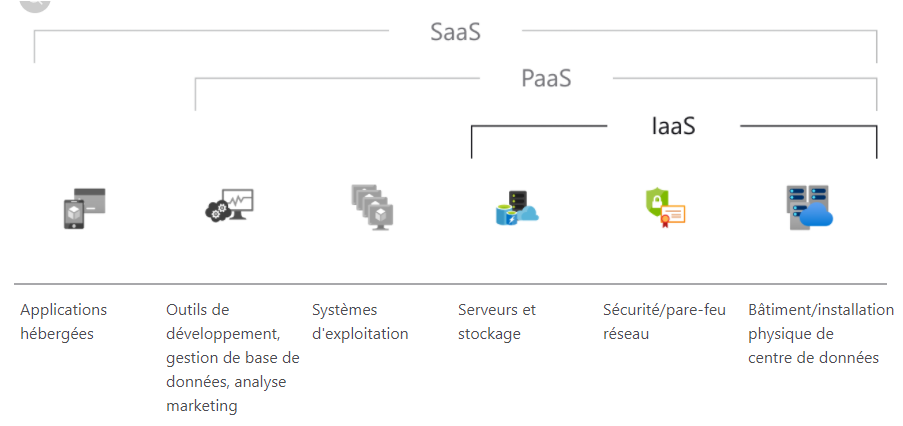 SaaS
PaaS
IaaS
Applications
hébergées
Outils de
développement,
gestion de base de
données, analyse
marketing
Systèmes
d'exploitation
Serveurs et
stockage
Sécurité/pare-feu
réseau
Bâtiment/installation
physique de
centre de données